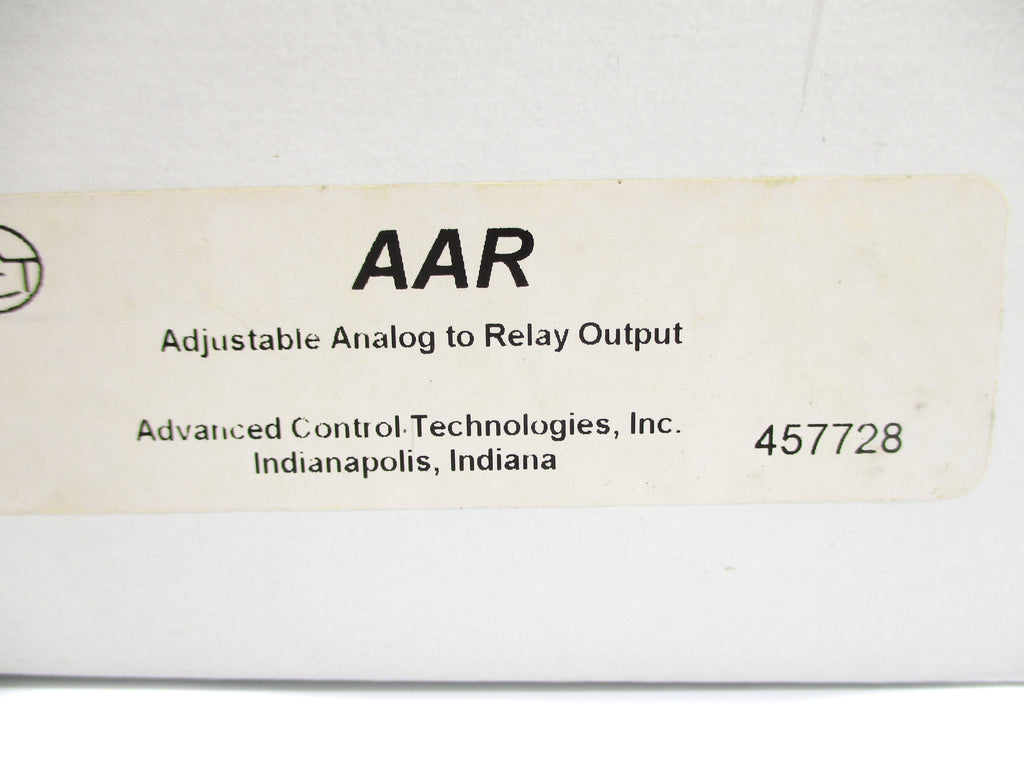 AAR
Adjustable Analog to Relay Output
Advanced Control Technologies, Inc.
457728
Indianapolis, Indiana